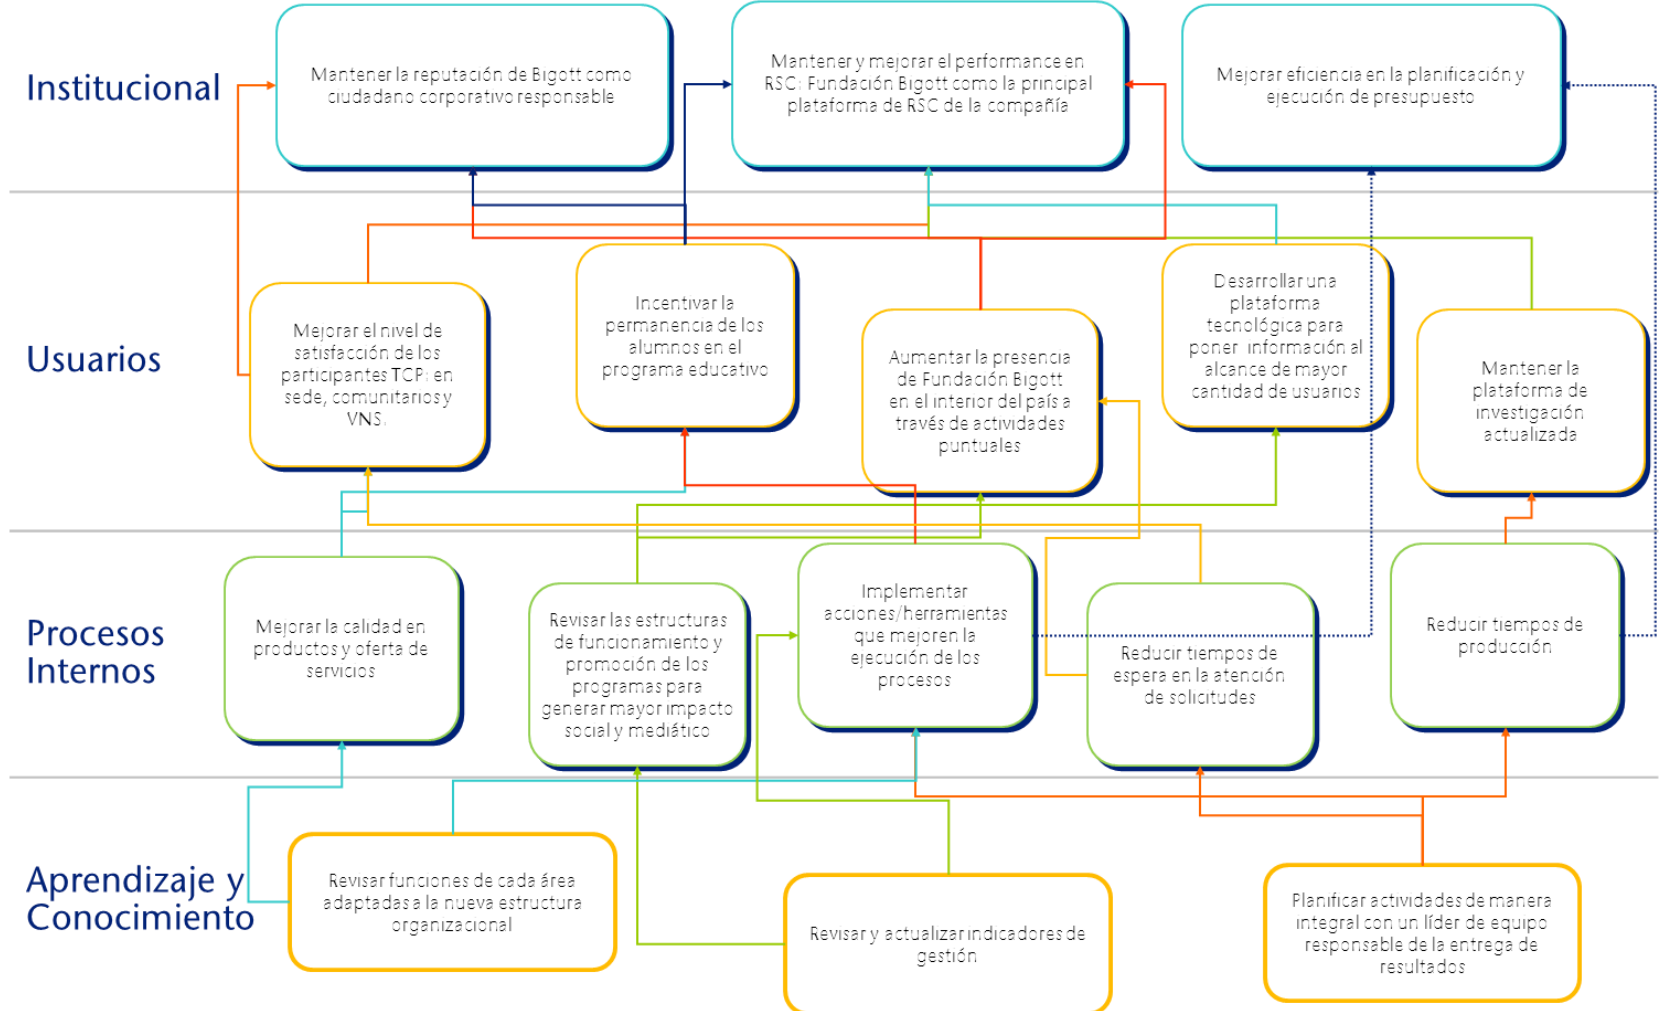 Institucional
Mantener la reputación de Bigott como
ciudadano corporativo responsable
Mantener y mejorar el performance en
RSC: Fundación Bigott como la principal
plataforma de RSC de la compañía
Mejorar eficiencia en la planificación y
ejecución de presupuesto
Usuarios
Mejorar el nivel de
satisfacción de los
participantes TCP: en
sede, comunitarios y
VNS.
Incentivar la
permanencia de los
alumnos en el
programa educativo
Aumentar la presencia
de Fundación Bigott
en el interior del país a
través de actividades
puntuales
Desarrollar una
plataforma
tecnológica para
poner información al
alcance de mayor
cantidad de usuarios
Mantener la
plataforma de
investigación
actualizada
Procesos
Internos
Mejorar la calidad en
productos y oferta de
servicios
Revisar las estructuras
de funcionamiento y
promoción de los
programas para
generar mayor impacto
social y mediático
Implementar
acciones/herramientas
que mejoren la
ejecución de los
procesos
Reducir tiempos de
espera en la atención
de solicitudes
Reducir tiempos de
producción
Aprendizaje y
Conocimiento
Revisar funciones de cada área
adaptadas a la nueva estructura
organizacional
Revisar y actualizar indicadores de
gestión
Planificar actividades de manera
integral con un líder de equipo
responsable de la entrega de
resultados